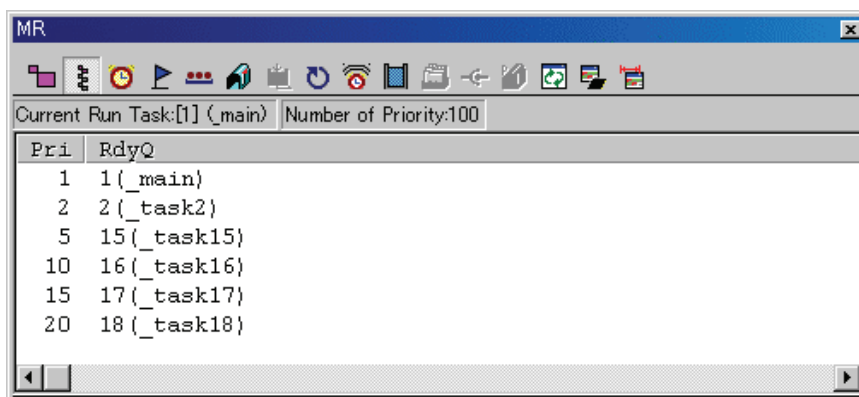 MR
Current Run Task:[1] (_main) Number of Priority:100
Pri RdyQ
1 1(_main)
2 2(_task2)
5 15(_task15)
10 16(_task16)
15 17(_task17)
20 18(_task18)